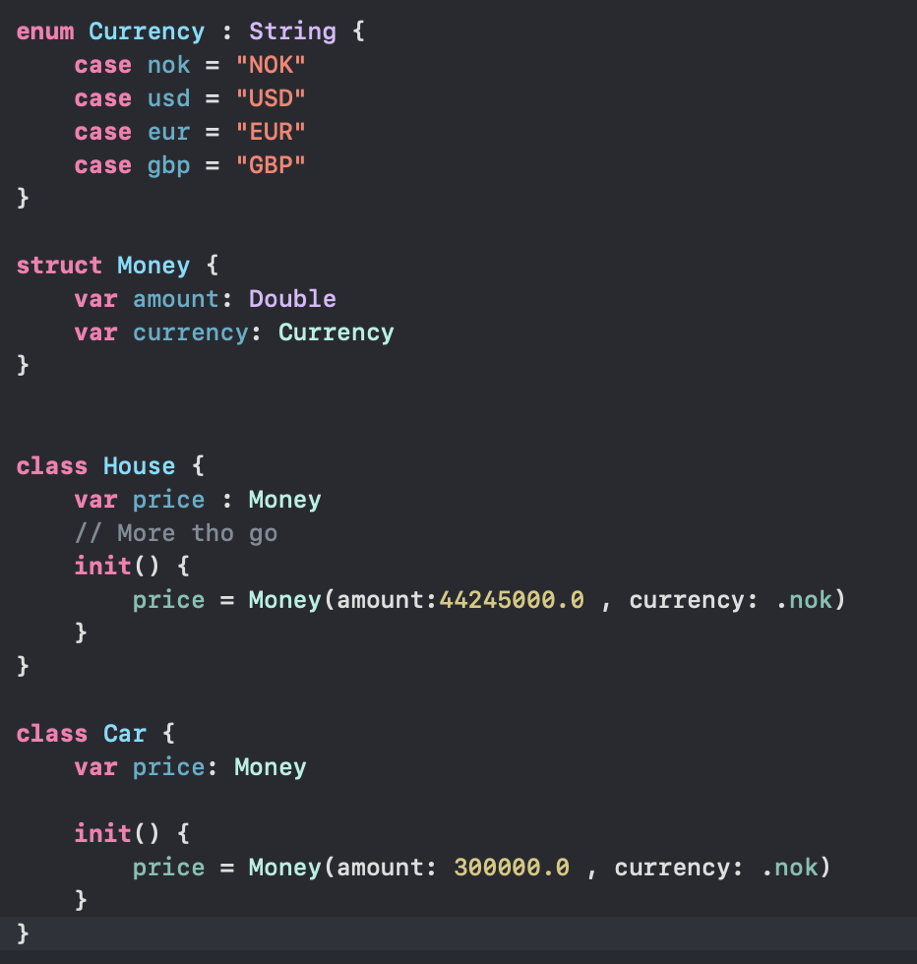 enum Currency : String {
    case nok = "NOK"
    case usd = "USD"
    case eur = "EUR"
    case gbp = "GBP"
}

struct Money {
    var amount: Double
    var currency: Currency
}


class House {
    var price : Money
    // More tho go
    init() {
        price = Money(amount:44245000.0 , currency: .nok)
    }
}

class Car {
    var price: Money

    init() {
        price = Money(amount: 300000.0 , currency: .nok)
    }
}